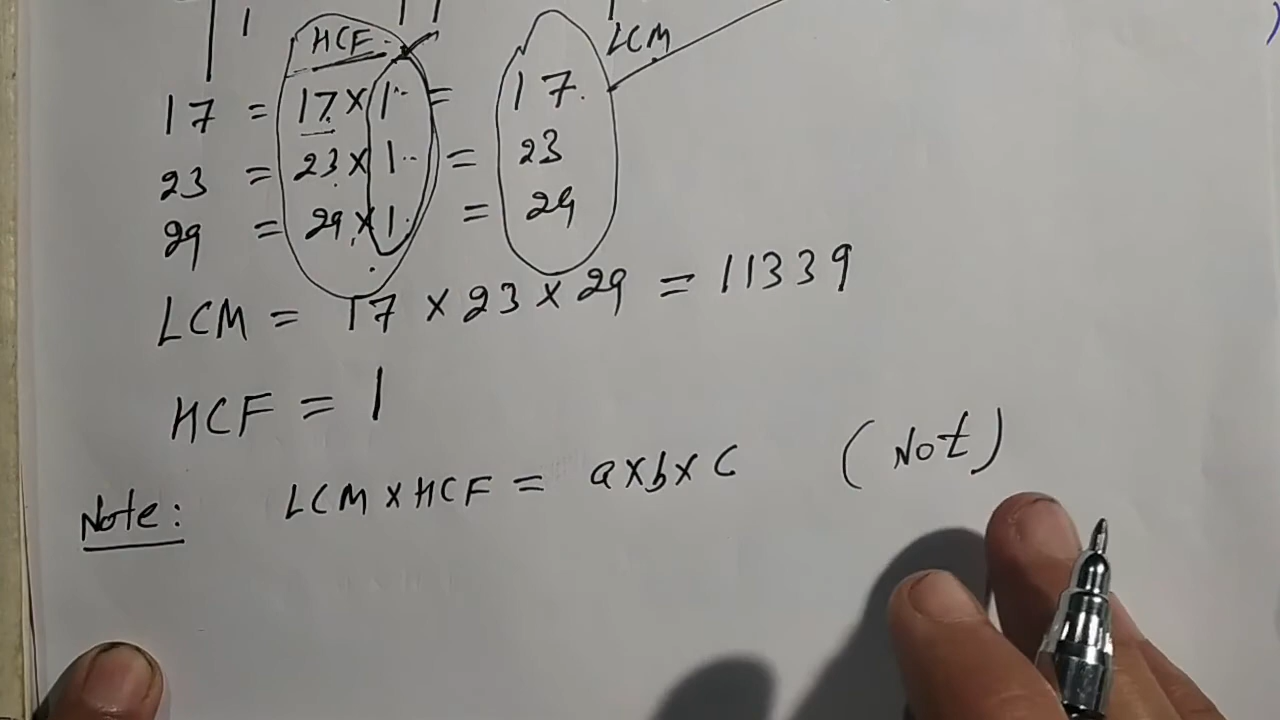 1
HCF LCM
17 = 17 × 1 = 17
23 = 23 × 1 = 23
29 = 29 × 1 = 29
LCM = 17 × 23 × 29 = 11339
HCF = 1
Note: LCM × HCF = a × b × c (Not)